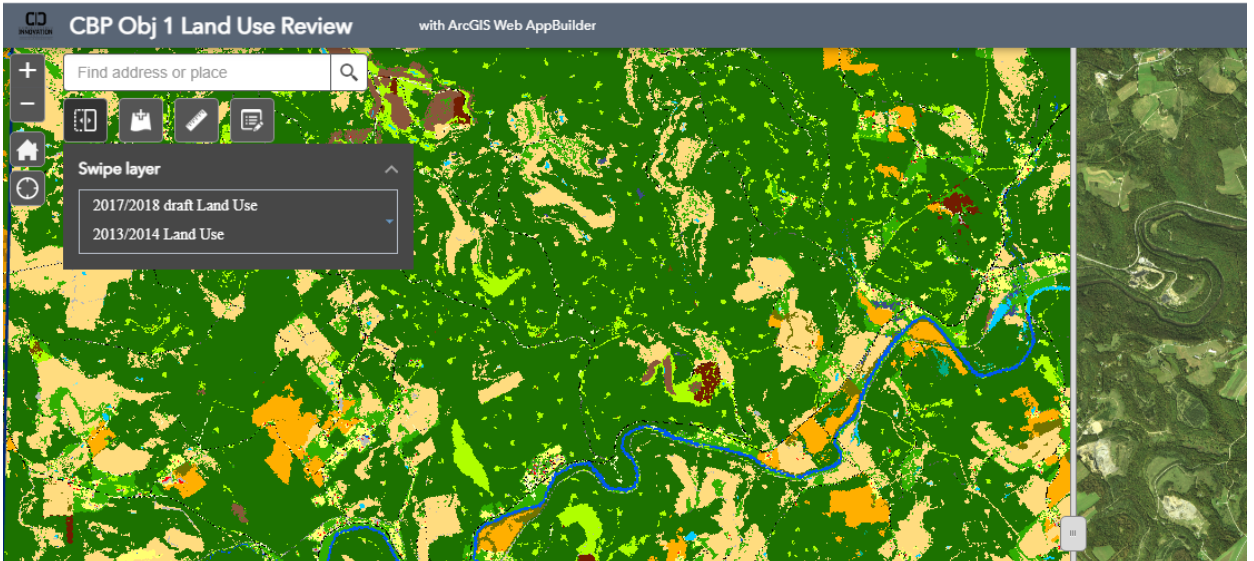 INNOVATION
CBP Obj 1 Land Use Review
with ArcGIS Web AppBuilder
Find address or place
Swipe layer
2017/2018 draft Land Use
2013/2014 Land Use